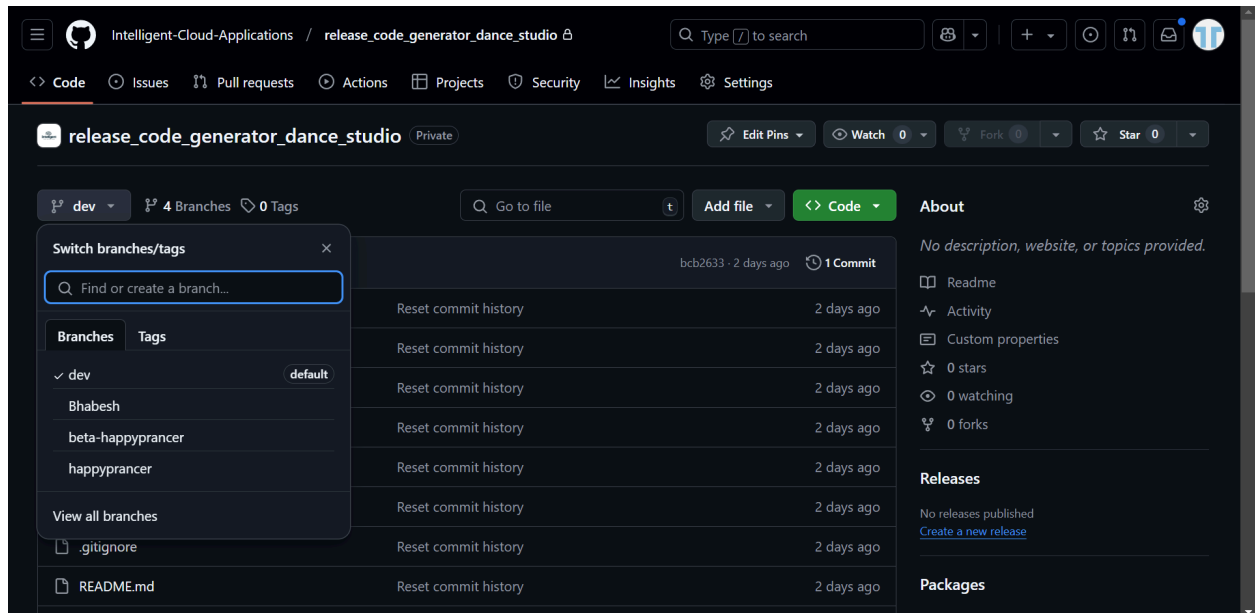 Intelligent-Cloud-Applications / release_code_generator_dance_studio
Type / to search
Code Issues Pull requests Actions Projects Security Insights Settings
release_code_generator_dance_studio Private
Edit Pins Watch 0 Fork 0 Star 0
dev 4 Branches 0 Tags
Go to file t
Add file Code
Switch branches/tags
Find or create a branch...
Branches Tags
dev default
Bhabesh
beta-happyprancer
happyprancer
View all branches
bcb2633 · 2 days ago 1 Commit
Reset commit history 2 days ago
Reset commit history 2 days ago
Reset commit history 2 days ago
Reset commit history 2 days ago
Reset commit history 2 days ago
Reset commit history 2 days ago
.gitignore Reset commit history 2 days ago
README.md Reset commit history 2 days ago
About
No description, website, or topics provided.
Readme
Activity
Custom properties
0 stars
0 watching
0 forks
Releases
No releases published
Create a new release
Packages